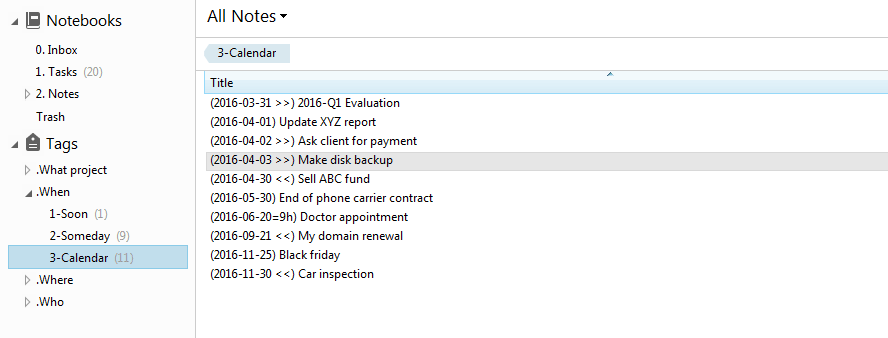 Notebooks
0. Inbox
1. Tasks (20)
2. Notes
Trash
Tags
.What project
.When
1-Soon (1)
2-Someday (9)
3-Calendar (11)
.Where
.Who
All Notes
3-Calendar
Title
(2016-03-31 >>) 2016-Q1 Evaluation
(2016-04-01) Update XYZ report
(2016-04-02 >>) Ask client for payment
(2016-04-03 >>) Make disk backup
(2016-04-30 <<) Sell ABC fund
(2016-05-30) End of phone carrier contract
(2016-06-20=9h) Doctor appointment
(2016-09-21 <<) My domain renewal
(2016-11-25) Black friday
(2016-11-30 <<) Car inspection